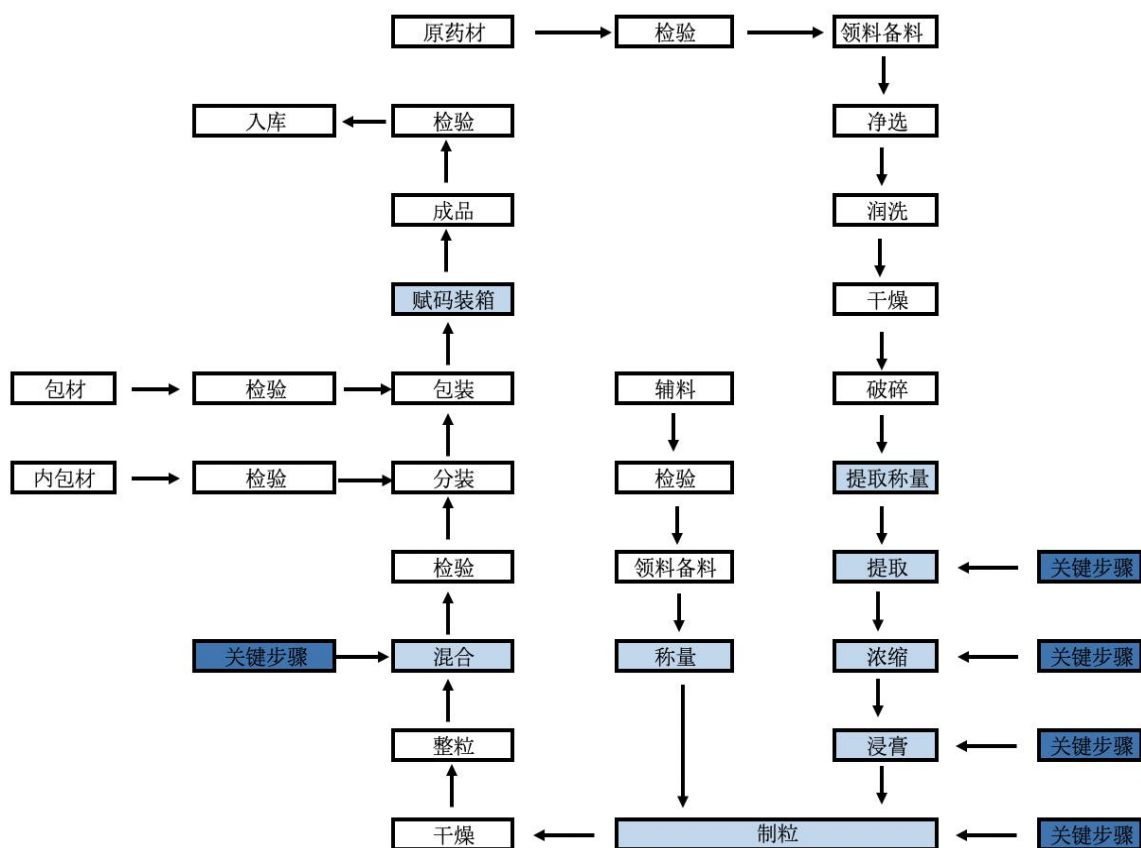 原药材
检验
领料备料
入库
检验
净选
成品
润洗
赋码装箱
干燥
包材
检验
包装
辅料
破碎
内包材
检验
分装
检验
提取称量
检验
领料备料
提取
关键步骤
关键步骤
混合
称量
浓缩
关键步骤
整粒
浸膏
关键步骤
干燥
制粒
关键步骤